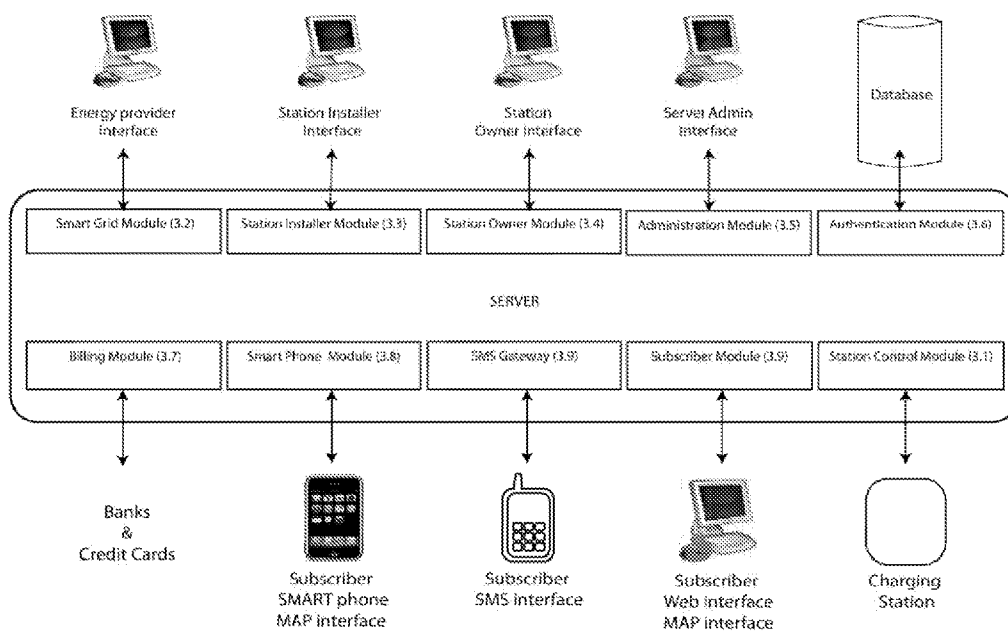 Energy provider
Interface
Station Installer
Interface
Station
Owner Interface
Server Admin
Interface
Database
Smart Grid Module (3.2)
Station Installer Module (3.3)
Station Owner Module (3.4)
Administration Module (3.5)
Authentication Module (3.6)
SERVER
Billing Module (3.7)
Smart Phone Module (3.8)
SMS Gateway (3.9)
Subscriber Module (3.9)
Station Control Module (3.1)
Banks
&
Credit Cards
Subscriber
SMART phone
MAP interface
Subscriber
SMS interface
Subscriber
Web interface
MAP interface
Charging
Station